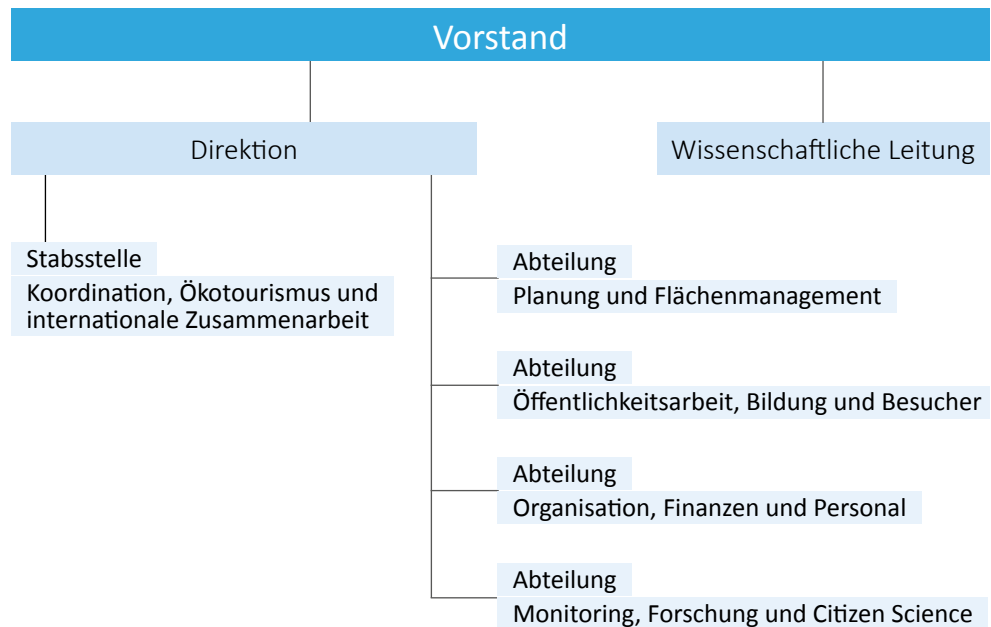 Vorstand
Direktion
Wissenschaftliche Leitung
Stabsstelle
Koordination, Ökotourismus und
internationale Zusammenarbeit
Abteilung
Planung und Flächenmanagement
Abteilung
Öffentlichkeitsarbeit, Bildung und Besucher
Abteilung
Organisation, Finanzen und Personal
Abteilung
Monitoring, Forschung und Citizen Science